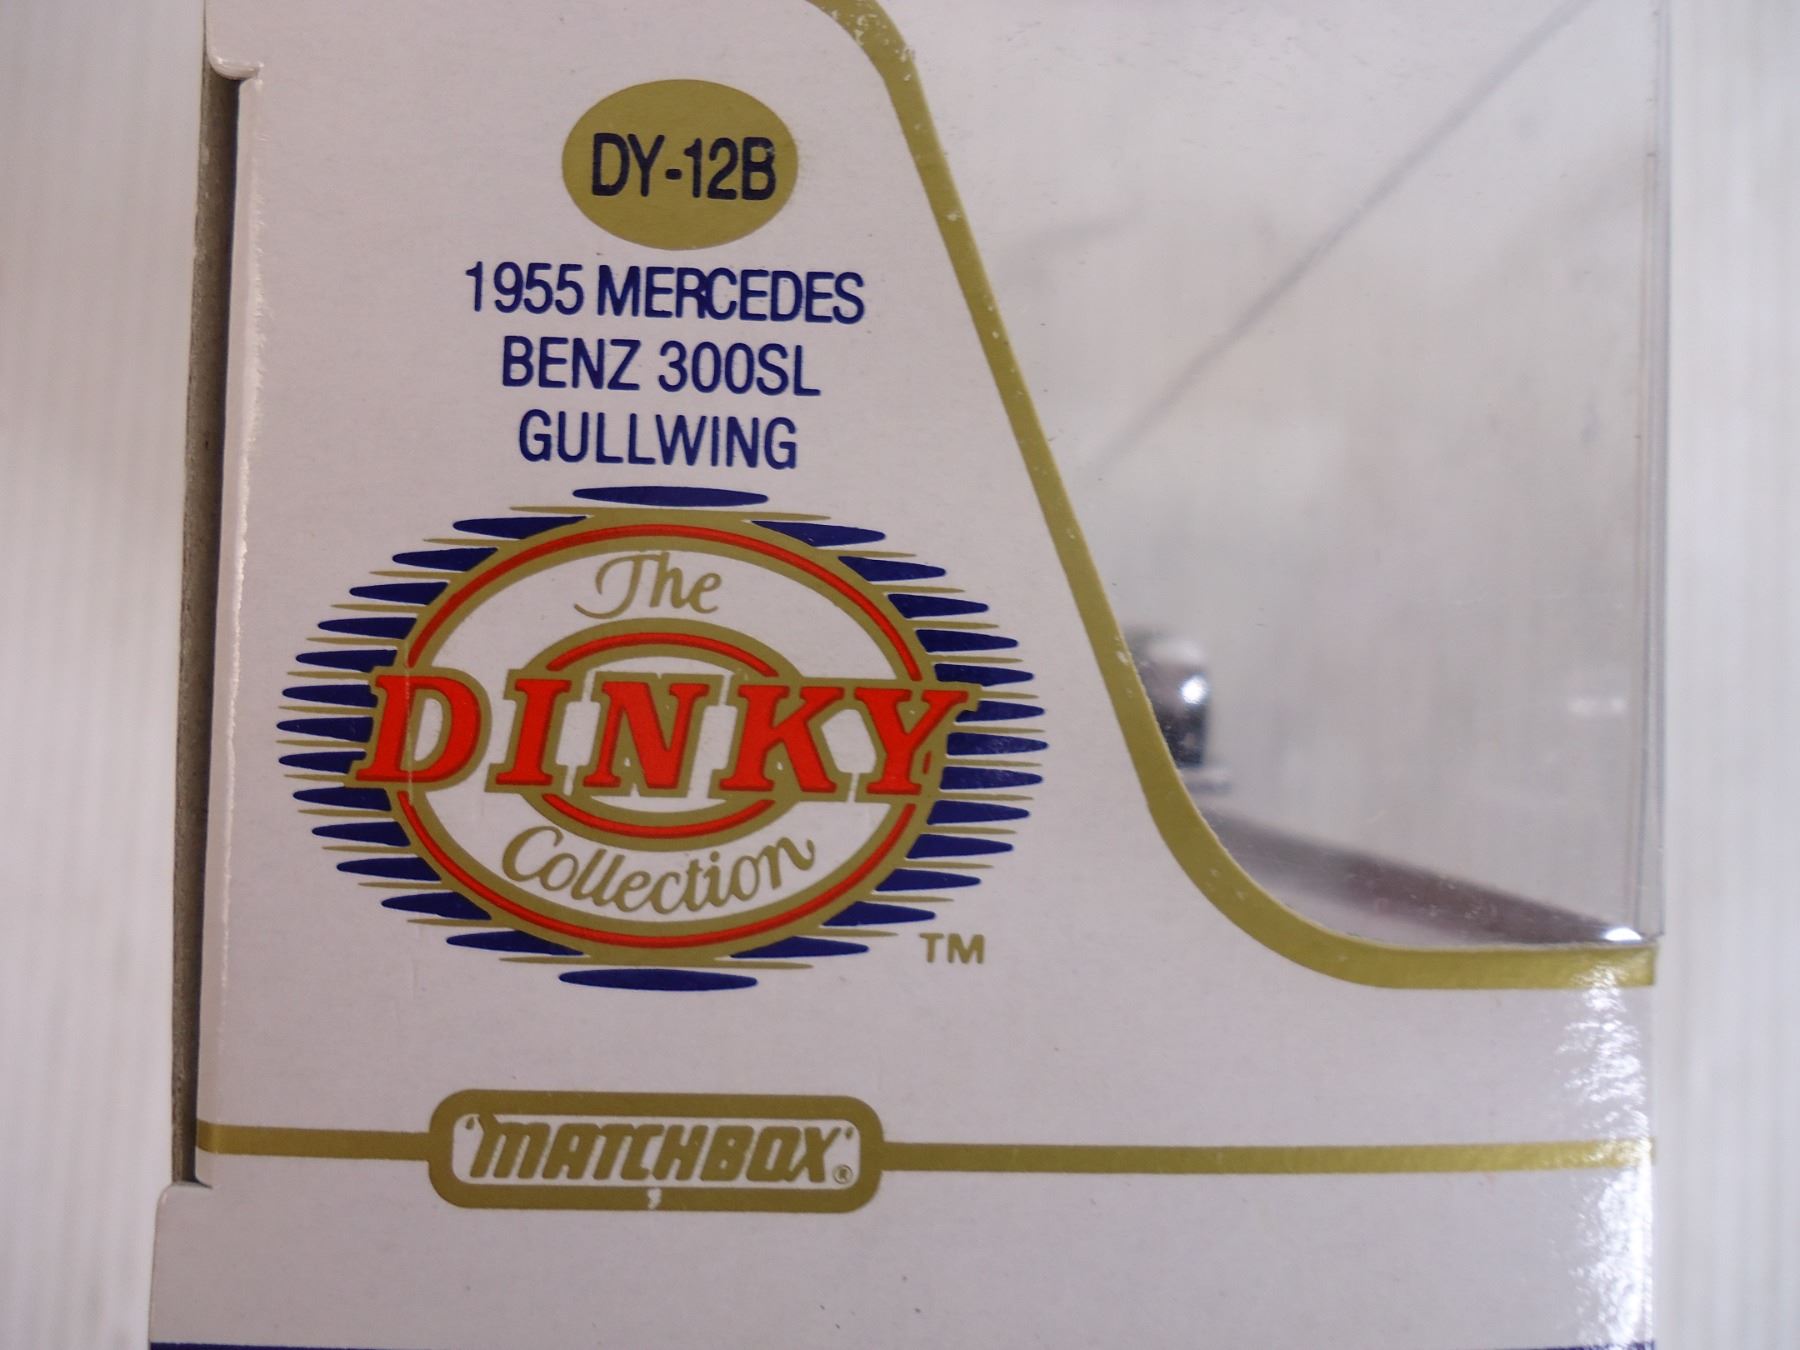 DY-12B
1955 MERCEDES
BENZ 300SL
GULLWING
The
DINKY
Collection
TM
'MATCHBOX'®